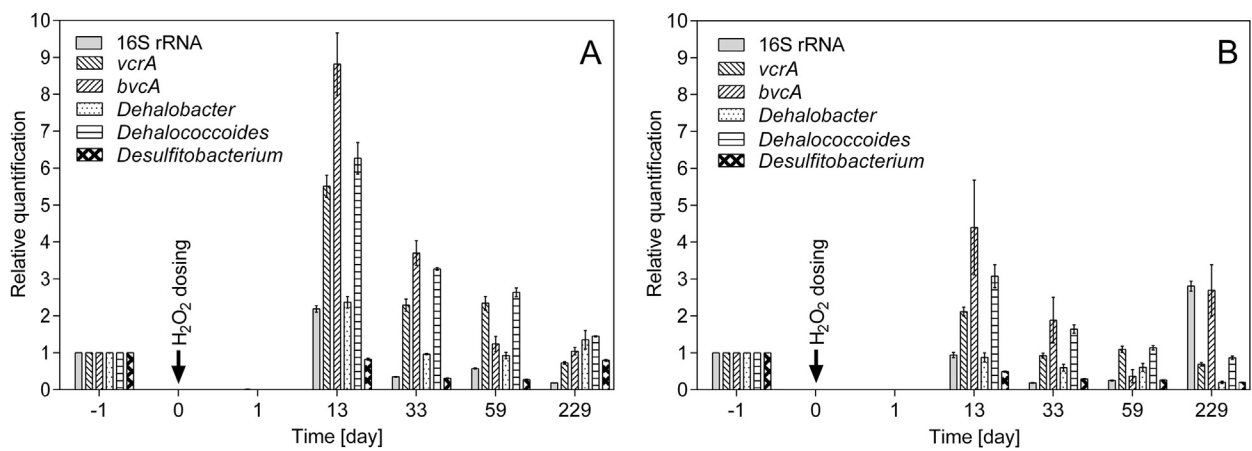 10
9
8
7
6
5
4
3
2
1
0
Relative quantification
16S rRNA
vcrA
bvcA
Dehalobacter
Dehalococcoides
Desulfitobacterium
A
H₂O₂ dosing
-1 0 1 13 33 59 229
Time [day]
10
9
8
7
6
5
4
3
2
1
0
Relative quantification
16S rRNA
vcrA
bvcA
Dehalobacter
Dehalococcoides
Desulfitobacterium
B
H₂O₂ dosing
-1 0 1 13 33 59 229
Time [day]